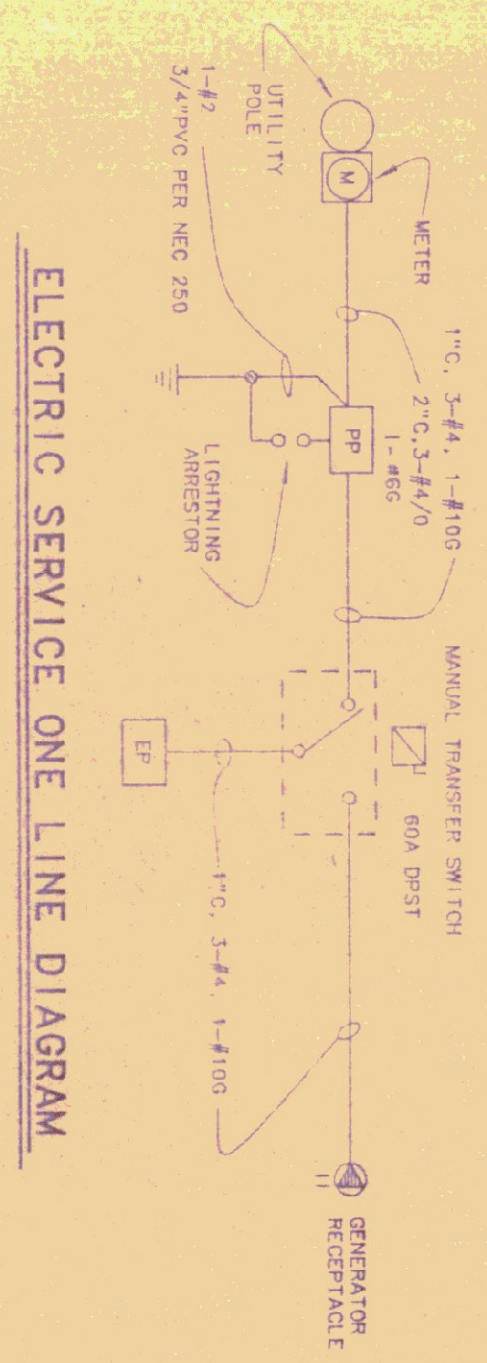 UTILITY
POLE
M
METER
1"C, 3-#4, 1-#10G
2"C,3-#4/0
1-#6G
1-#2
3/4"PVC PER NEC 250
PP
LIGHTNING
ARRESTOR
MANUAL TRANSFER SWITCH
60A DPST
EP
1"C, 3-#4, 1-#10G
GENERATOR
RECEPTACLE
ELECTRIC SERVICE ONE LINE DIAGRAM